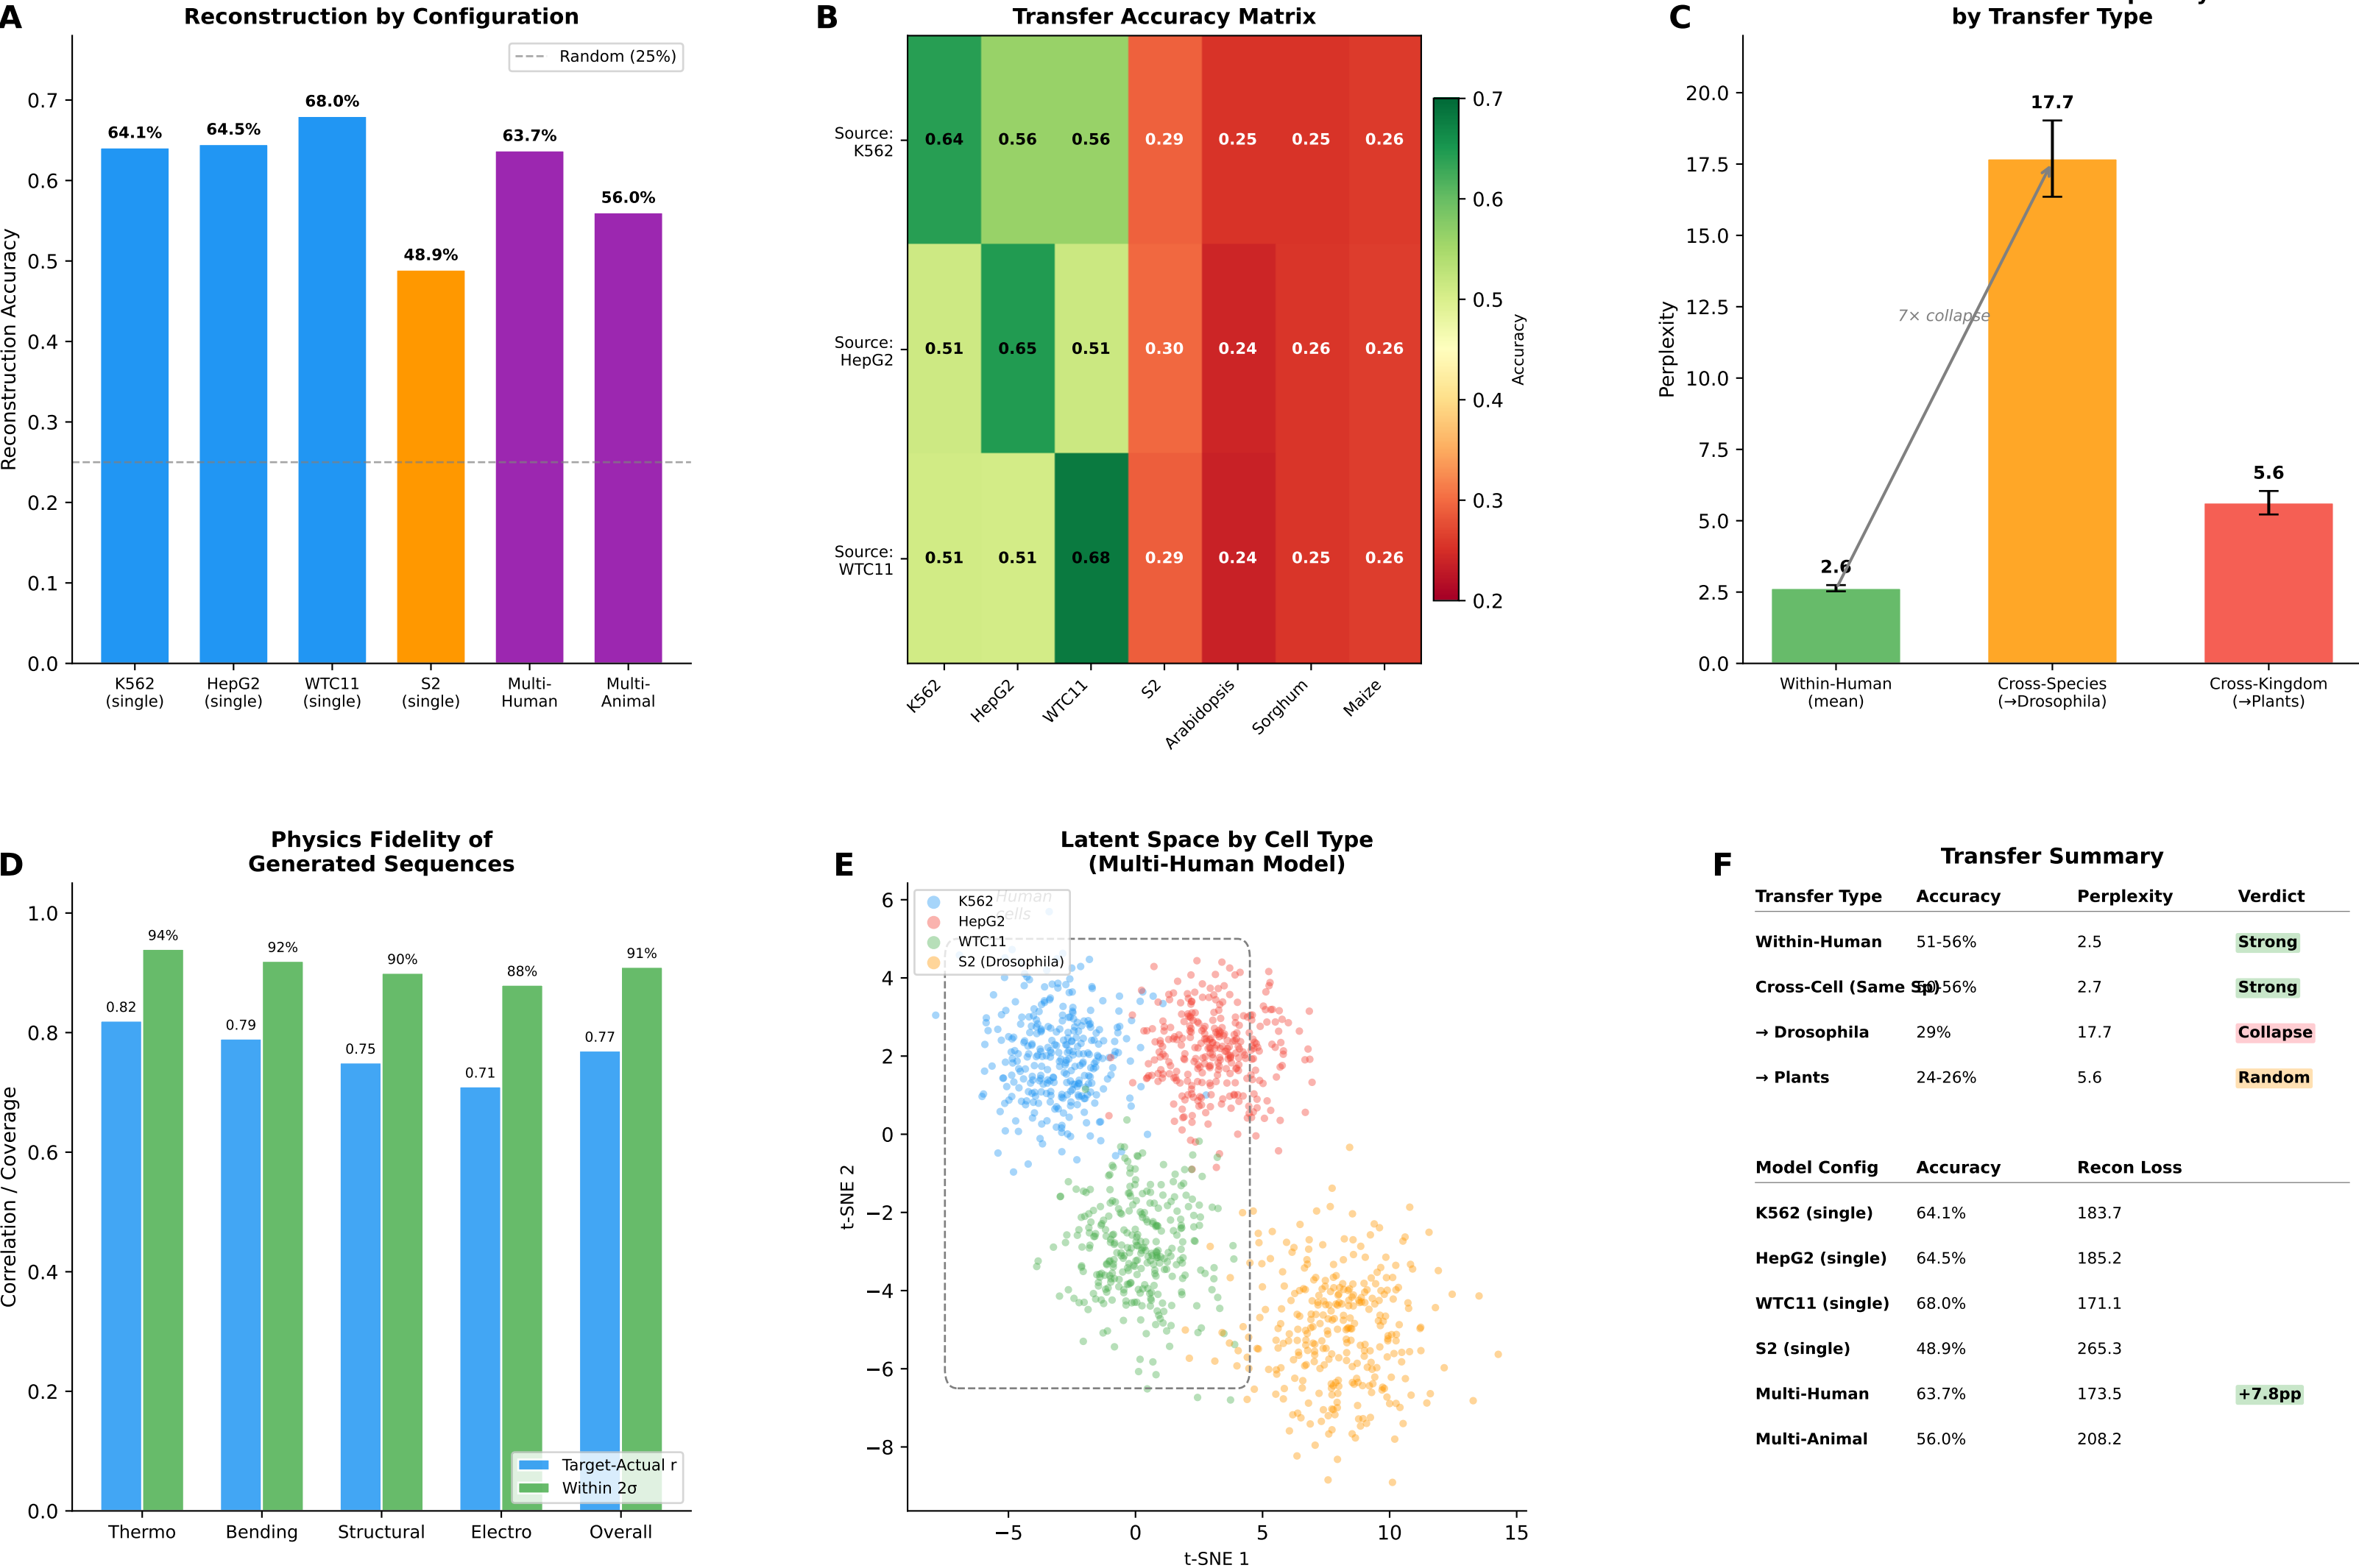 A
Reconstruction by Configuration
Random (25%)
Reconstruction Accuracy
0.7
0.6
0.5
0.4
0.3
0.2
0.1
0.0
64.1%
64.5%
68.0%
48.9%
63.7%
56.0%
K562
(single)
HepG2
(single)
WTC11
(single)
S2
(single)
Multi-
Human
Multi-
Animal
B
Transfer Accuracy Matrix
Source:
K562
0.64 0.56 0.56 0.29 0.25 0.25 0.26
Source:
HepG2
0.51 0.65 0.51 0.30 0.24 0.26 0.26
Source:
WTC11
0.51 0.51 0.68 0.29 0.24 0.25 0.26
K562
HepG2
WTC11
S2
Arabidopsis
Sorghum
Maize
0.7
0.6
0.5
0.4
0.3
0.2
Accuracy
C
by Transfer Type
Perplexity
20.0
17.5
15.0
12.5
10.0
7.5
5.0
2.5
0.0
2.6
17.7
5.6
7× collapse
Within-Human
(mean)
Cross-Species
(→Drosophila)
Cross-Kingdom
(→Plants)
D
Physics Fidelity of
Generated Sequences
Correlation / Coverage
1.0
0.8
0.6
0.4
0.2
0.0
0.82
94%
0.79
92%
0.75
90%
0.71
88%
0.77
91%
Target-Actual r
Within 2σ
Thermo
Bending
Structural
Electro
Overall
E
Latent Space by Cell Type
(Multi-Human Model)
Human
cells
K562
HepG2
WTC11
S2 (Drosophila)
t-SNE 2
6
4
2
0
−2
−4
−6
−8
−5
0
5
10
15
t-SNE 1
F
Transfer Summary
Transfer Type Accuracy Perplexity Verdict
Within-Human 51-56% 2.5 Strong
Cross-Cell (Same Sp) 50-56% 2.7 Strong
→ Drosophila 29% 17.7 Collapse
→ Plants 24-26% 5.6 Random
Model Config Accuracy Recon Loss
K562 (single) 64.1% 183.7
HepG2 (single) 64.5% 185.2
WTC11 (single) 68.0% 171.1
S2 (single) 48.9% 265.3
Multi-Human 63.7% 173.5 +7.8pp
Multi-Animal 56.0% 208.2